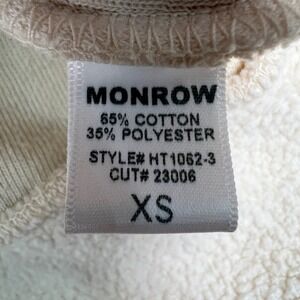 MONROW
65% COTTON
35% POLYESTER
STYLE# HT1062-3
CUT# 23006
XS